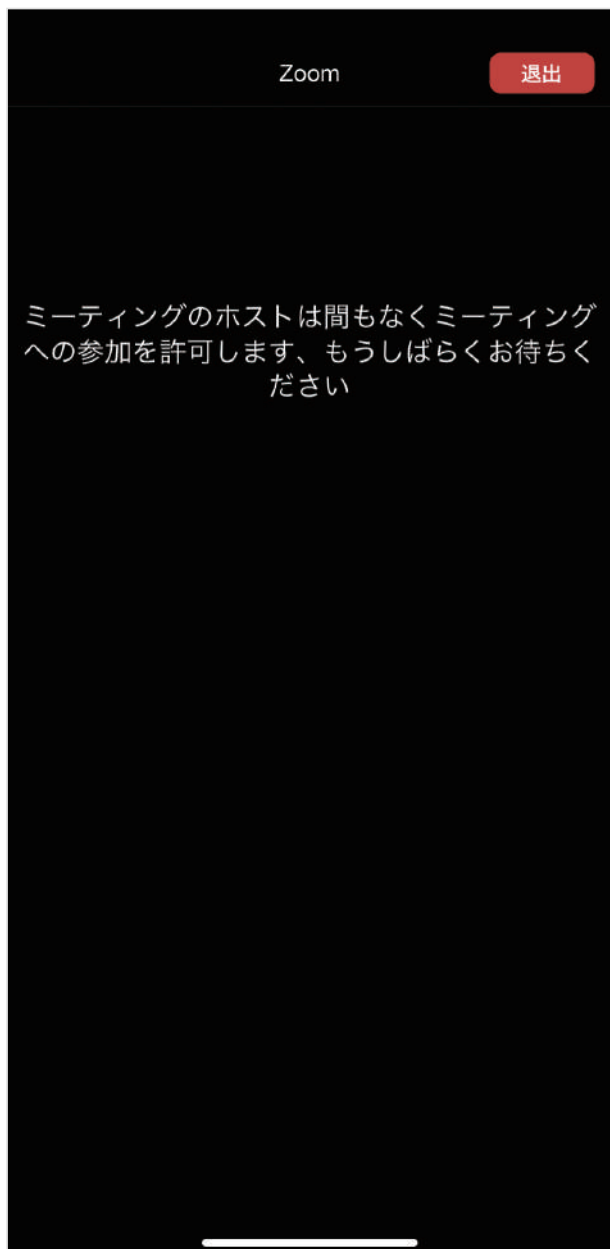 Zoom
退出
ミーティングのホストは間もなくミーティング
への参加を許可します、もうしばらくお待ちく
ださい